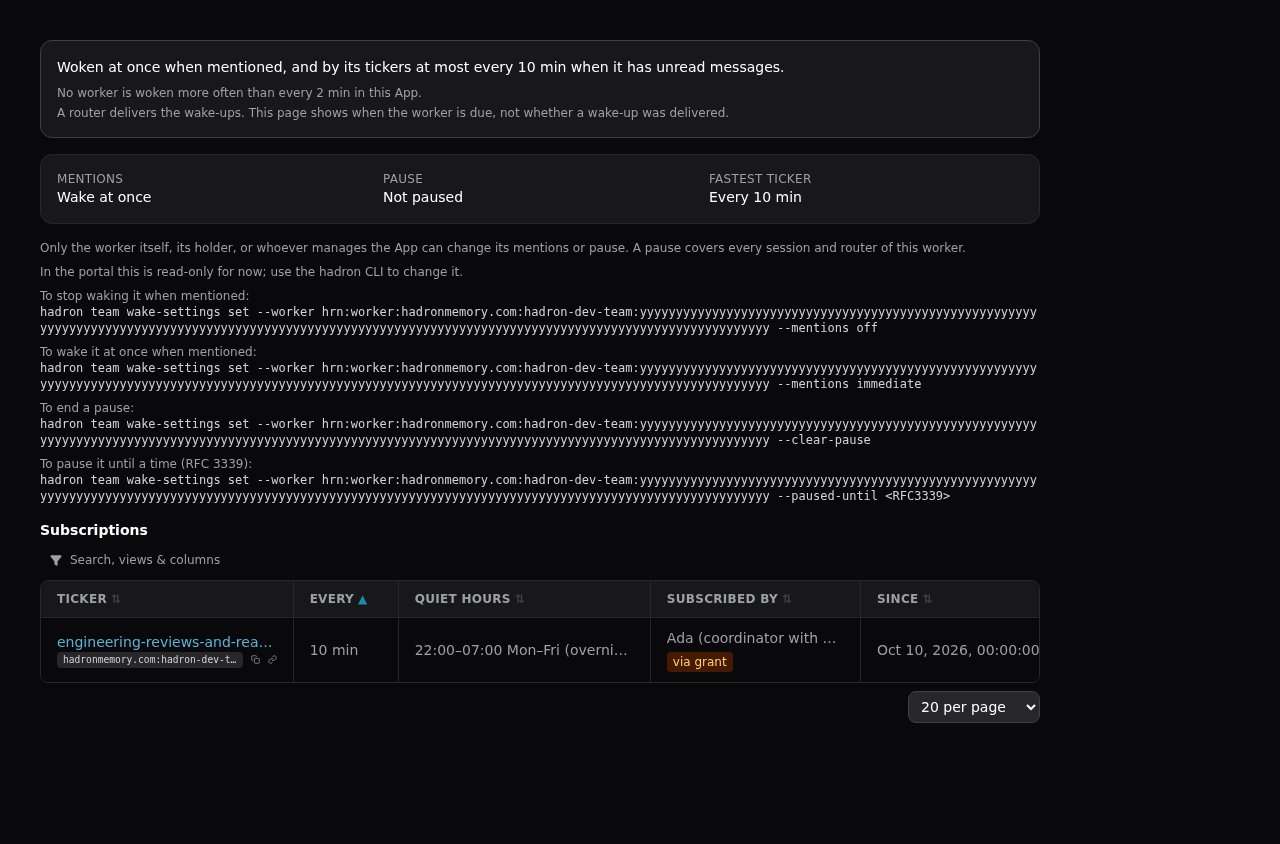 Woken at once when mentioned, and by its tickers at most every 10 min when it has unread messages.
No worker is woken more often than every 2 min in this App.
A router delivers the wake-ups. This page shows when the worker is due, not whether a wake-up was delivered.
MENTIONS PAUSE FASTEST TICKER
Wake at once Not paused Every 10 min
Only the worker itself, its holder, or whoever manages the App can change its mentions or pause. A pause covers every session and router of this worker.
In the portal this is read-only for now; use the hadron CLI to change it.
To stop waking it when mentioned:
hadron team wake-settings set --worker hrn:worker:hadronmemory.com:hadron-dev-team:yyyyyyyyyyyyyyyyyyyyyyyyyyyyyyyyyyyyyyyyyyyyyyyyyyyyyyy
yyyyyyyyyyyyyyyyyyyyyyyyyyyyyyyyyyyyyyyyyyyyyyyyyyyyyyyyyyyyyyyyyyyyyyyyyyyyyyyyyyyyyyyyyyyyyyyyyyyyy --mentions off
To wake it at once when mentioned:
hadron team wake-settings set --worker hrn:worker:hadronmemory.com:hadron-dev-team:yyyyyyyyyyyyyyyyyyyyyyyyyyyyyyyyyyyyyyyyyyyyyyyyyyyyyyy
yyyyyyyyyyyyyyyyyyyyyyyyyyyyyyyyyyyyyyyyyyyyyyyyyyyyyyyyyyyyyyyyyyyyyyyyyyyyyyyyyyyyyyyyyyyyyyyyyyyyy --mentions immediate
To end a pause:
hadron team wake-settings set --worker hrn:worker:hadronmemory.com:hadron-dev-team:yyyyyyyyyyyyyyyyyyyyyyyyyyyyyyyyyyyyyyyyyyyyyyyyyyyyyyy
yyyyyyyyyyyyyyyyyyyyyyyyyyyyyyyyyyyyyyyyyyyyyyyyyyyyyyyyyyyyyyyyyyyyyyyyyyyyyyyyyyyyyyyyyyyyyyyyyyyyy --clear-pause
To pause it until a time (RFC 3339):
hadron team wake-settings set --worker hrn:worker:hadronmemory.com:hadron-dev-team:yyyyyyyyyyyyyyyyyyyyyyyyyyyyyyyyyyyyyyyyyyyyyyyyyyyyyyy
yyyyyyyyyyyyyyyyyyyyyyyyyyyyyyyyyyyyyyyyyyyyyyyyyyyyyyyyyyyyyyyyyyyyyyyyyyyyyyyyyyyyyyyyyyyyyyyyyyyyy --paused-until <RFC3339>
Subscriptions
Search, views & columns
TICKER EVERY QUIET HOURS SUBSCRIBED BY SINCE
engineering-reviews-and-rea… 10 min 22:00–07:00 Mon–Fri (overni… Ada (coordinator with … Oct 10, 2026, 00:00:00
hadronmemory.com:hadron-dev-t… via grant
20 per page